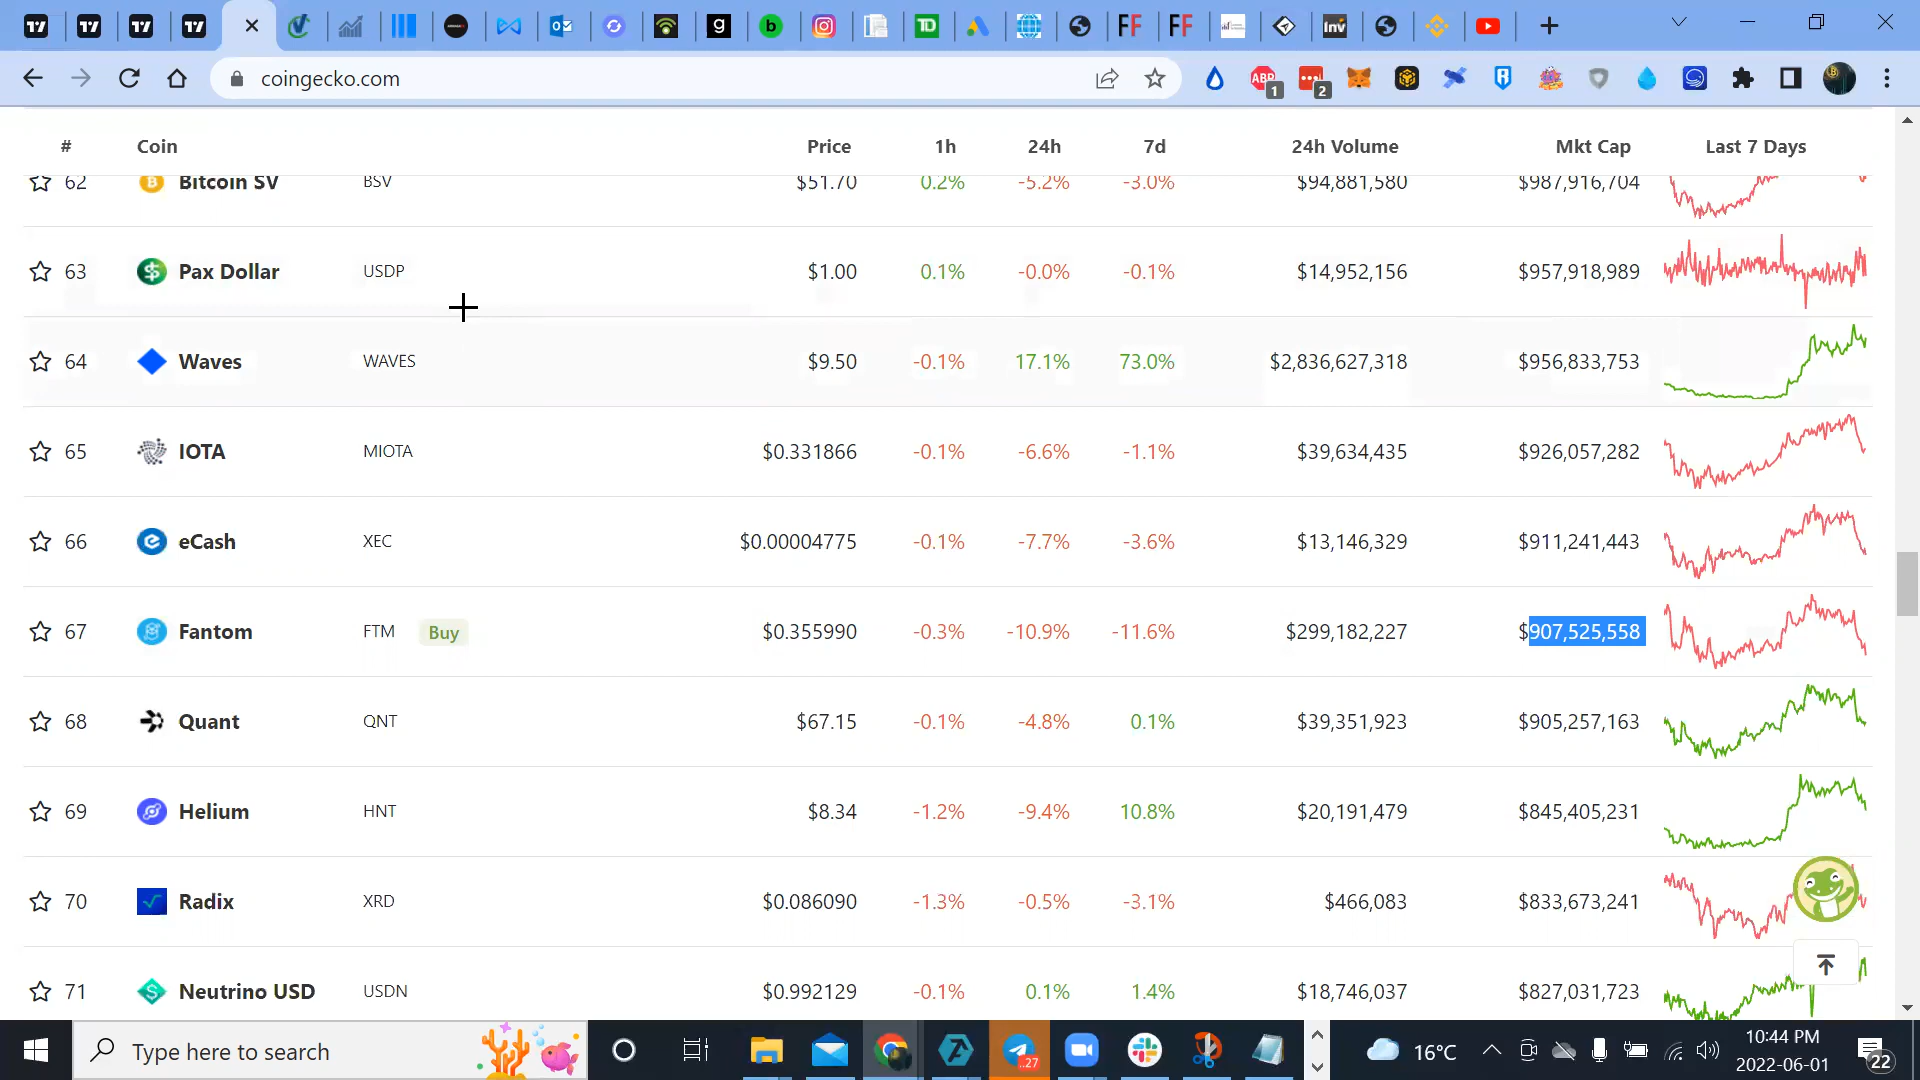 coingecko.com
ABP 1 2
# Coin Price 1h 24h 7d 24h Volume Mkt Cap Last 7 Days
62 Bitcoin SV BSV $51.70 0.2% -5.2% -3.0% $94,881,580 $987,916,704
63 Pax Dollar USDP $1.00 0.1% -0.0% -0.1% $14,952,156 $957,918,989
64 Waves WAVES $9.50 -0.1% 17.1% 73.0% $2,836,627,318 $956,833,753
65 IOTA MIOTA $0.331866 -0.1% -6.6% -1.1% $39,634,435 $926,057,282
66 eCash XEC $0.00004775 -0.1% -7.7% -3.6% $13,146,329 $911,241,443
67 Fantom FTM Buy $0.355990 -0.3% -10.9% -11.6% $299,182,227 $907,525,558
68 Quant QNT $67.15 -0.1% -4.8% 0.1% $39,351,923 $905,257,163
69 Helium HNT $8.34 -1.2% -9.4% 10.8% $20,191,479 $845,405,231
70 Radix XRD $0.086090 -1.3% -0.5% -3.1% $466,083 $833,673,241
71 Neutrino USD USDN $0.992129 -0.1% 0.1% 1.4% $18,746,037 $827,031,723
Type here to search
..27
16°C
10:44 PM
2022-06-01
22